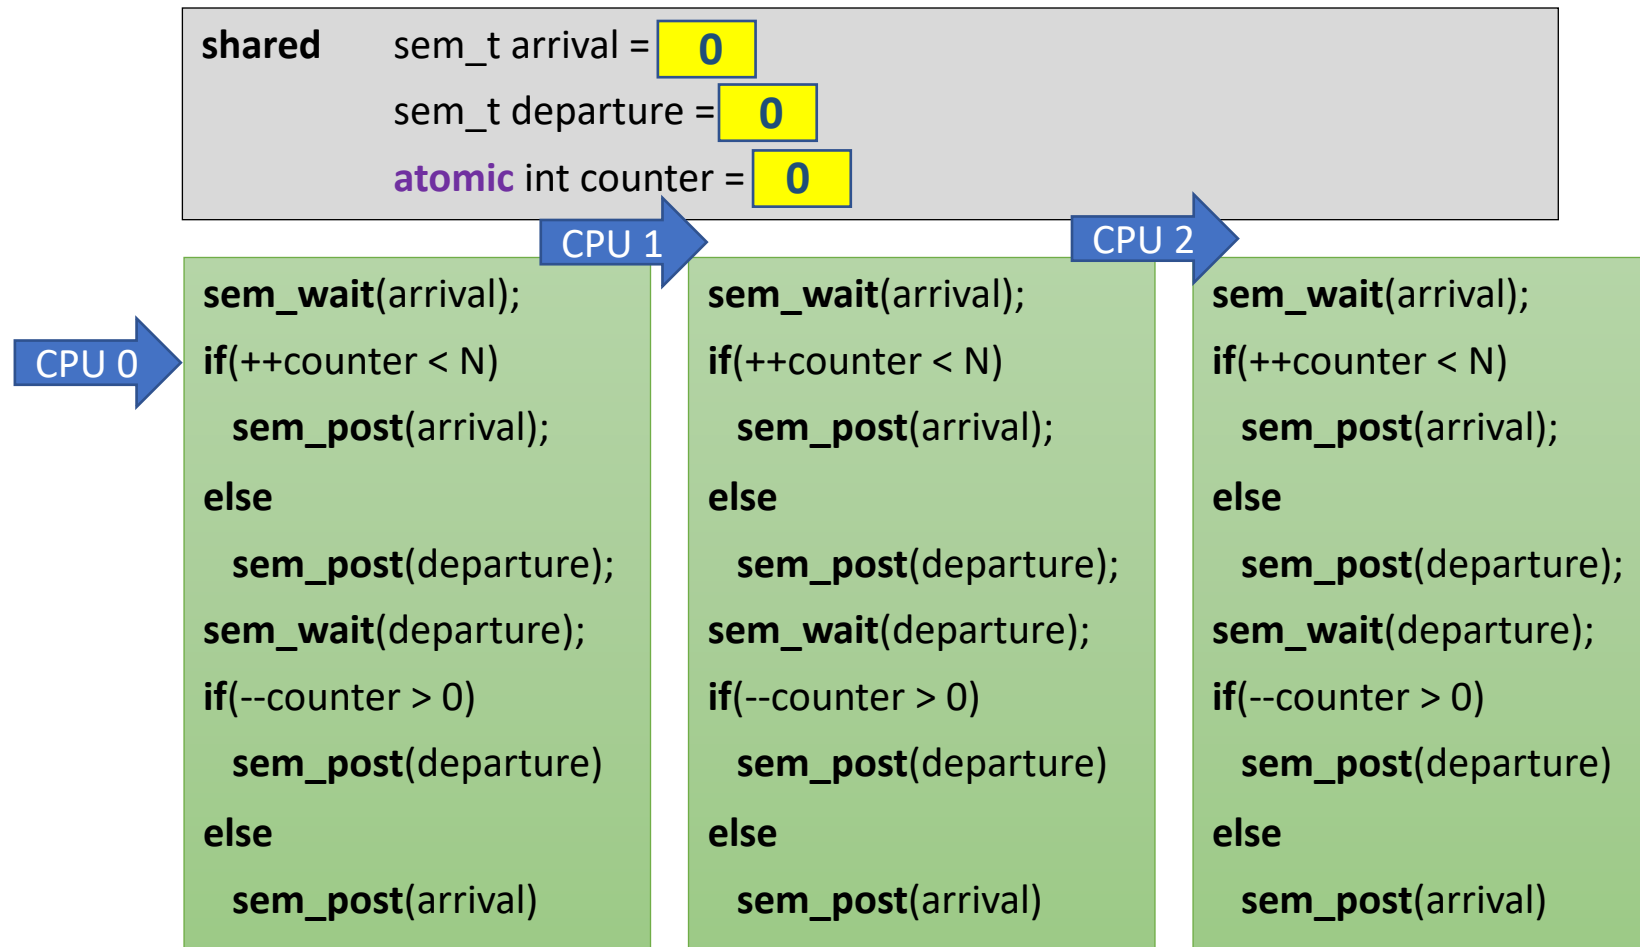 shared sem_t arrival = 0
sem_t departure = 0
atomic int counter = 0
CPU 1
CPU 2
CPU 0
sem_wait(arrival);
if(++counter < N)
sem_post(arrival);
else
sem_post(departure);
sem_wait(departure);
if(--counter > 0)
sem_post(departure)
else
sem_post(arrival)
sem_wait(arrival);
if(++counter < N)
sem_post(arrival);
else
sem_post(departure);
sem_wait(departure);
if(--counter > 0)
sem_post(departure)
else
sem_post(arrival)
sem_wait(arrival);
if(++counter < N)
sem_post(arrival);
else
sem_post(departure);
sem_wait(departure);
if(--counter > 0)
sem_post(departure)
else
sem_post(arrival)